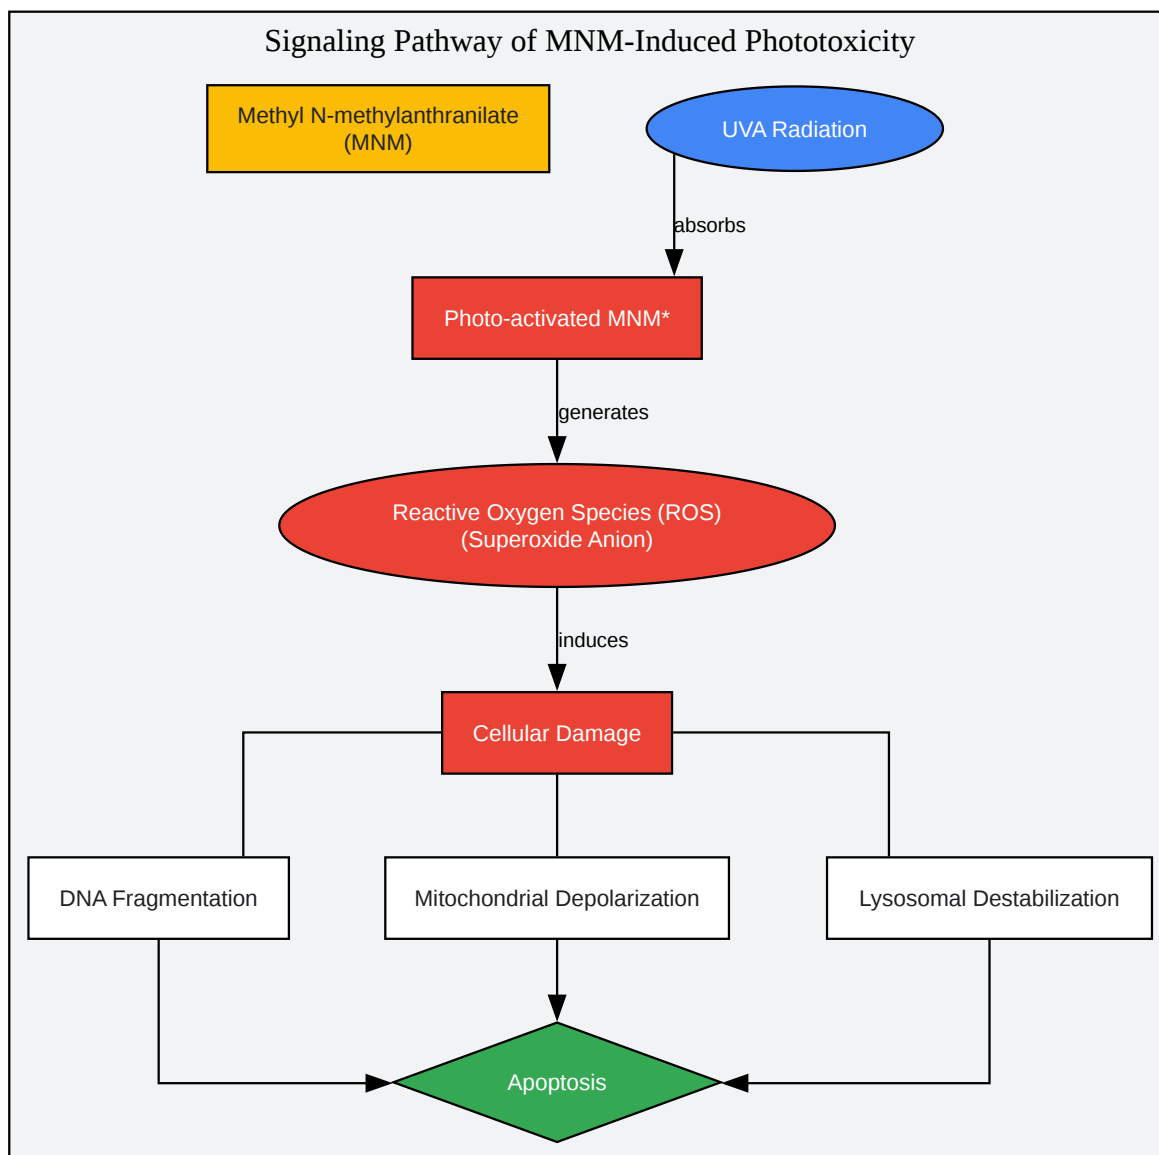 Signaling Pathway of MNM-Induced Phototoxicity
Methyl N-methylanthranilate
(MNM)
UVA Radiation
absorbs
Photo-activated MNM*
generates
Reactive Oxygen Species (ROS)
(Superoxide Anion)
induces
Cellular Damage
DNA Fragmentation
Mitochondrial Depolarization
Lysosomal Destabilization
Apoptosis